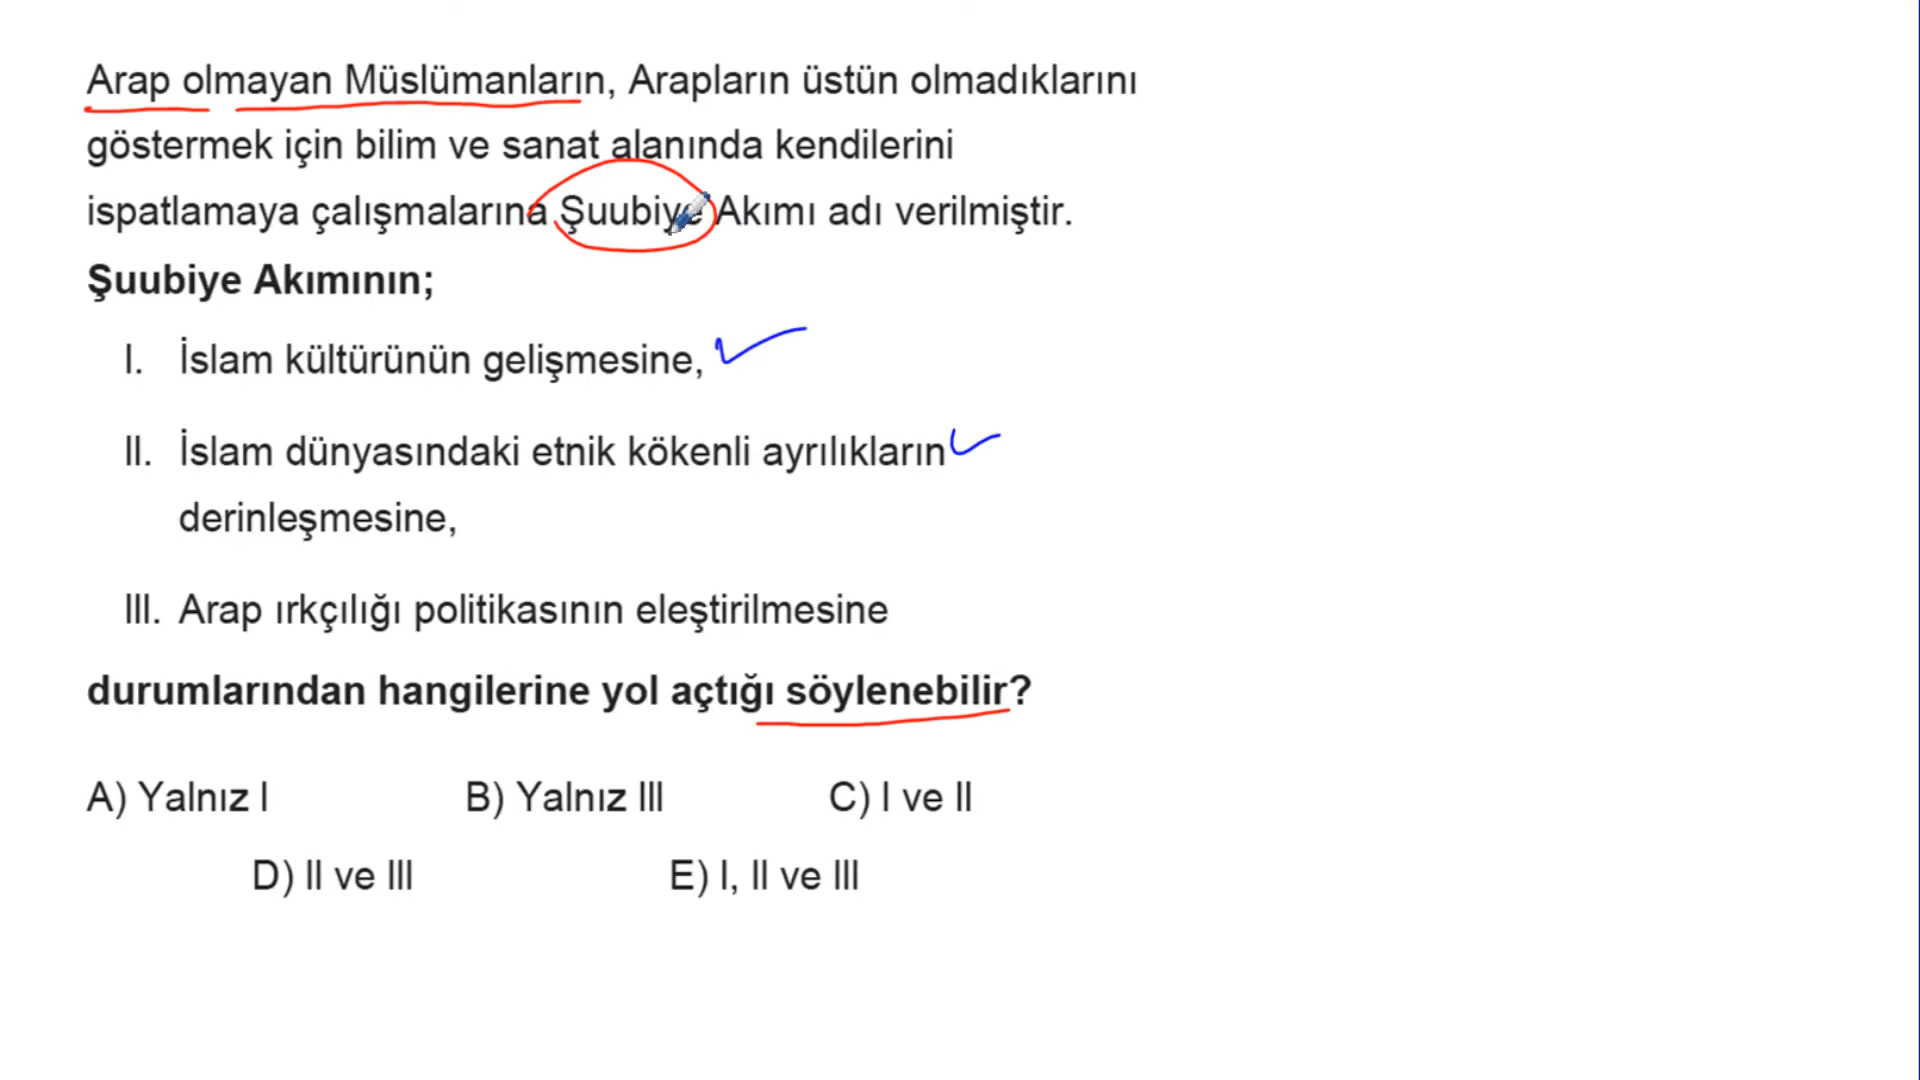 Arap olmayan Müslümanların, Arapların üstün olmadıklarını
göstermek için bilim ve sanat alanında kendilerini
ispatlamaya çalışmalarına Şuubiye Akımı adı verilmiştir.
Şuubiye Akımının;
I. İslam kültürünün gelişmesine,
II. İslam dünyasındaki etnik kökenli ayrılıkların
derinleşmesine,
III. Arap ırkçılığı politikasının eleştirilmesine
durumlarından hangilerine yol açtığı söylenebilir?
A) Yalnız I B) Yalnız III C) I ve II
D) II ve III E) I, II ve III